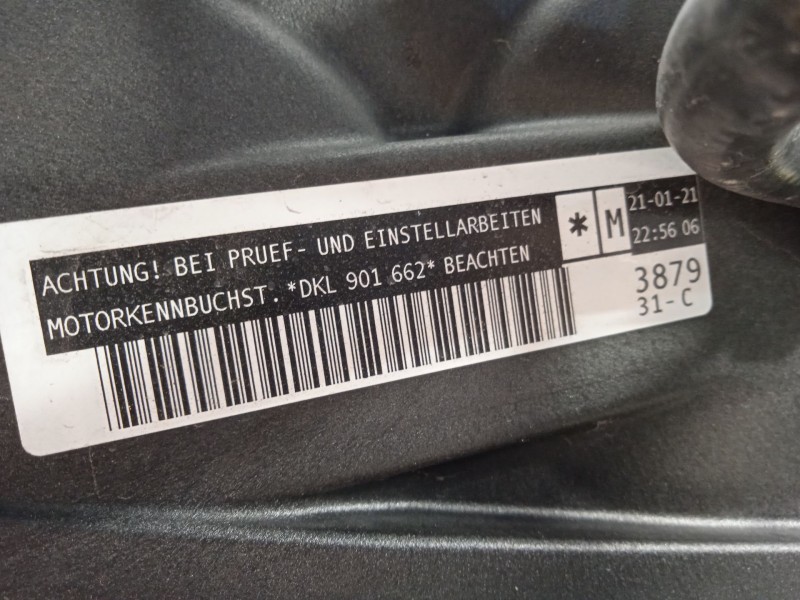 ACHTUNG! BEI PRUEF- UND EINSTELLARBEITEN
MOTORKENNBUCHST. *DKL 901 662* BEACHTEN
* M
21-01-21
22:56 06
3879
31-C